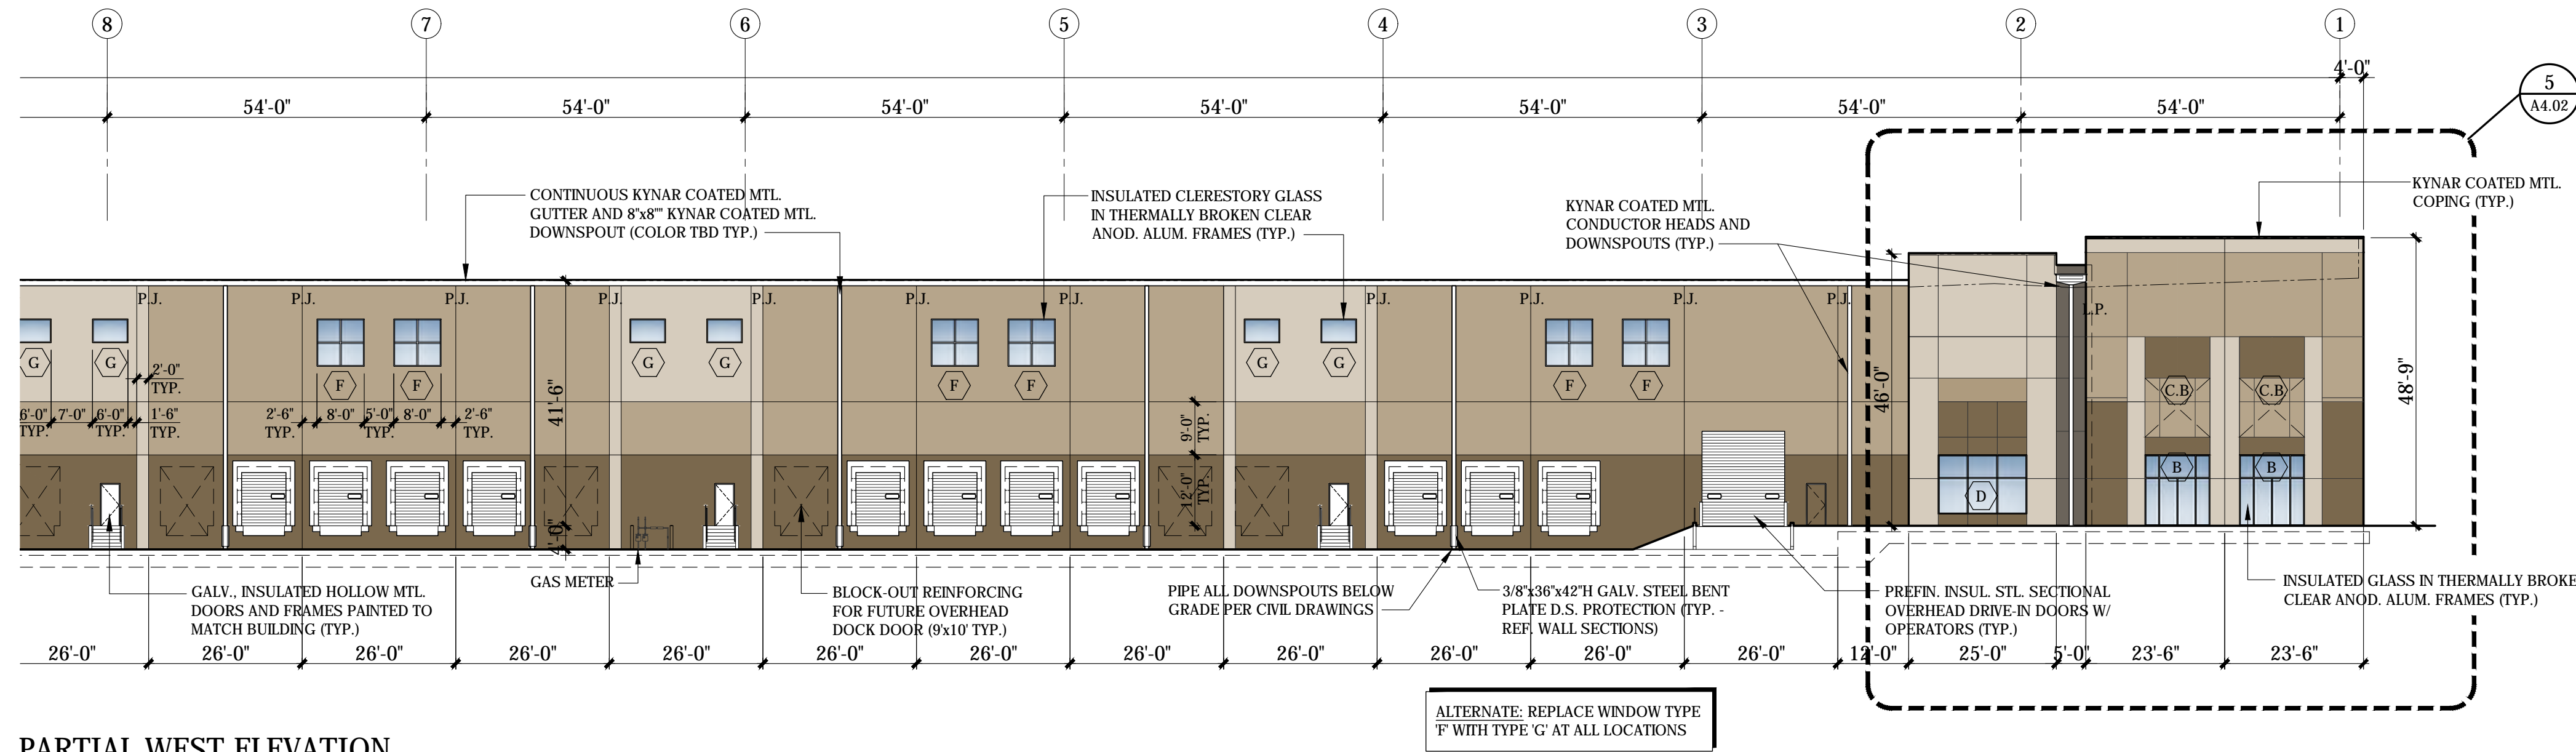 8 7 6 5 4 3 2 1
4'-0"
5
A4.02
54'-0" 54'-0" 54'-0" 54'-0" 54'-0" 54'-0" 54'-0"
CONTINUOUS KYNAR COATED MTL.
GUTTER AND 8"x8"" KYNAR COATED MTL.
DOWNSPOUT (COLOR TBD TYP.)
INSULATED CLERESTORY GLASS
IN THERMALLY BROKEN CLEAR
ANOD. ALUM. FRAMES (TYP.)
KYNAR COATED MTL.
CONDUCTOR HEADS AND
DOWNSPOUTS (TYP.)
KYNAR COATED MTL.
COPING (TYP.)
P.J. P.J. P.J. P.J. P.J. P.J. P.J. P.J. P.J. P.J. P.J.
L.P.
G G G G G G
F F F F F F
2'-0"
TYP.
6'-0" 7'-0" 6'-0" 1'-6"
TYP. TYP. TYP.
2'-6" 8'-0" 5'-0" 8'-0" 2'-6"
TYP. TYP. TYP.
41'-6"
4'-0"
9'-0"
TYP.
12'-0"
TYP.
46'-0"
48'-9"
C.B C.B
B B
D
GALV., INSULATED HOLLOW MTL.
DOORS AND FRAMES PAINTED TO
MATCH BUILDING (TYP.)
GAS METER
BLOCK-OUT REINFORCING
FOR FUTURE OVERHEAD
DOCK DOOR (9'x10' TYP.)
PIPE ALL DOWNSPOUTS BELOW
GRADE PER CIVIL DRAWINGS
3/8"x36"x42"H GALV. STEEL BENT
PLATE D.S. PROTECTION (TYP. -
REF. WALL SECTIONS)
PREFIN. INSUL. STL. SECTIONAL
OVERHEAD DRIVE-IN DOORS W/
OPERATORS (TYP.)
INSULATED GLASS IN THERMALLY BROKE
CLEAR ANOD. ALUM. FRAMES (TYP.)
26'-0" 26'-0" 26'-0" 26'-0" 26'-0" 26'-0" 26'-0" 26'-0" 26'-0" 26'-0" 26'-0" 26'-0" 12'-0" 25'-0" 5'-0" 23'-6" 23'-6"
ALTERNATE: REPLACE WINDOW TYPE
'F' WITH TYPE 'G' AT ALL LOCATIONS
PARTIAL WEST ELEVATION